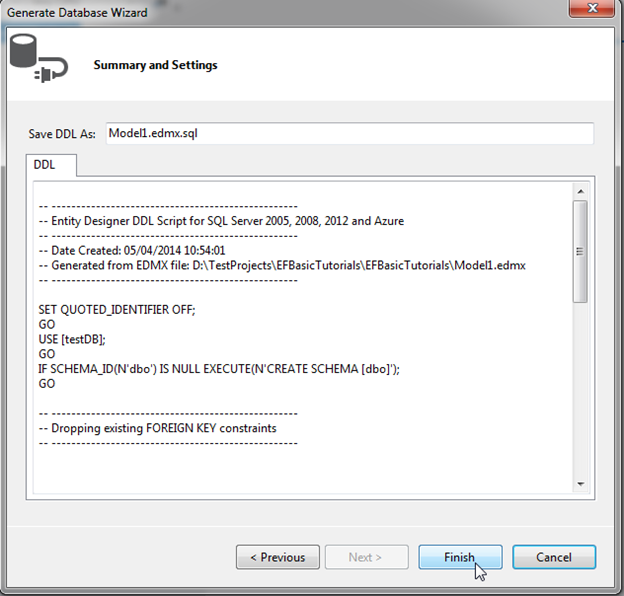 Generate Database Wizard
Summary and Settings
Save DDL As: Model1.edmx.sql
DDL
-- --------------------------------------------------
-- Entity Designer DDL Script for SQL Server 2005, 2008, 2012 and Azure
-- --------------------------------------------------
-- Date Created: 05/04/2014 10:54:01
-- Generated from EDMX file: D:\TestProjects\EFBasicTutorials\EFBasicTutorials\Model1.edmx
-- --------------------------------------------------
SET QUOTED_IDENTIFIER OFF;
GO
USE [testDB];
GO
IF SCHEMA_ID(N'dbo') IS NULL EXECUTE(N'CREATE SCHEMA [dbo]');
GO
-- --------------------------------------------------
-- Dropping existing FOREIGN KEY constraints
-- --------------------------------------------------
< Previous Next > Finish Cancel